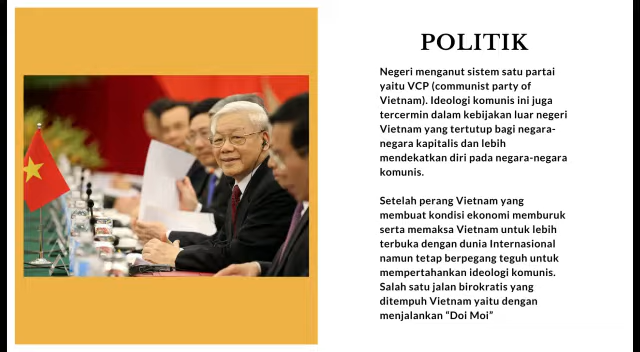 POLITIK
Negeri menganut sistem satu partai
yaitu VCP (communist party of
Vietnam). Ideologi komunis ini juga
tercermin dalam kebijakan luar negeri
Vietnam yang tertutup bagi negara-
negara kapitalis dan lebih
mendekatkan diri pada negara-negara
komunis.
Setelah perang Vietnam yang
membuat kondisi ekonomi memburuk
serta memaksa Vietnam untuk lebih
terbuka dengan dunia Internasional
namun tetap berpegang teguh untuk
mempertahankan ideologi komunis.
Salah satu jalan birokratis yang
ditempuh Vietnam yaitu dengan
menjalankan "Doi Moi"